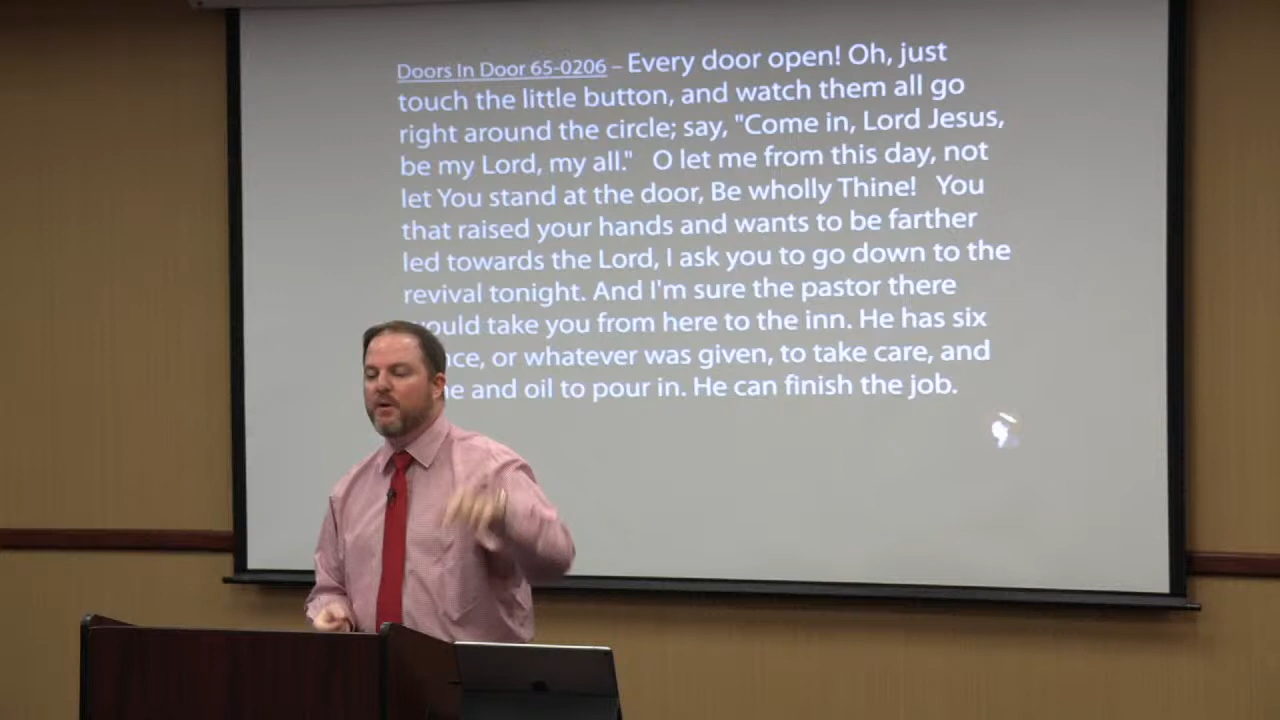 Doors In Door 65-0206 – Every door open! Oh, just
touch the little button, and watch them all go
right around the circle; say, "Come in, Lord Jesus,
be my Lord, my all." O let me from this day, not
let You stand at the door, Be wholly Thine! You
that raised your hands and wants to be farther
led towards the Lord, I ask you to go down to the
revival tonight. And I'm sure the pastor there
would take you from here to the inn. He has six
or whatever was given, to take care, and
and oil to pour in. He can finish the job.